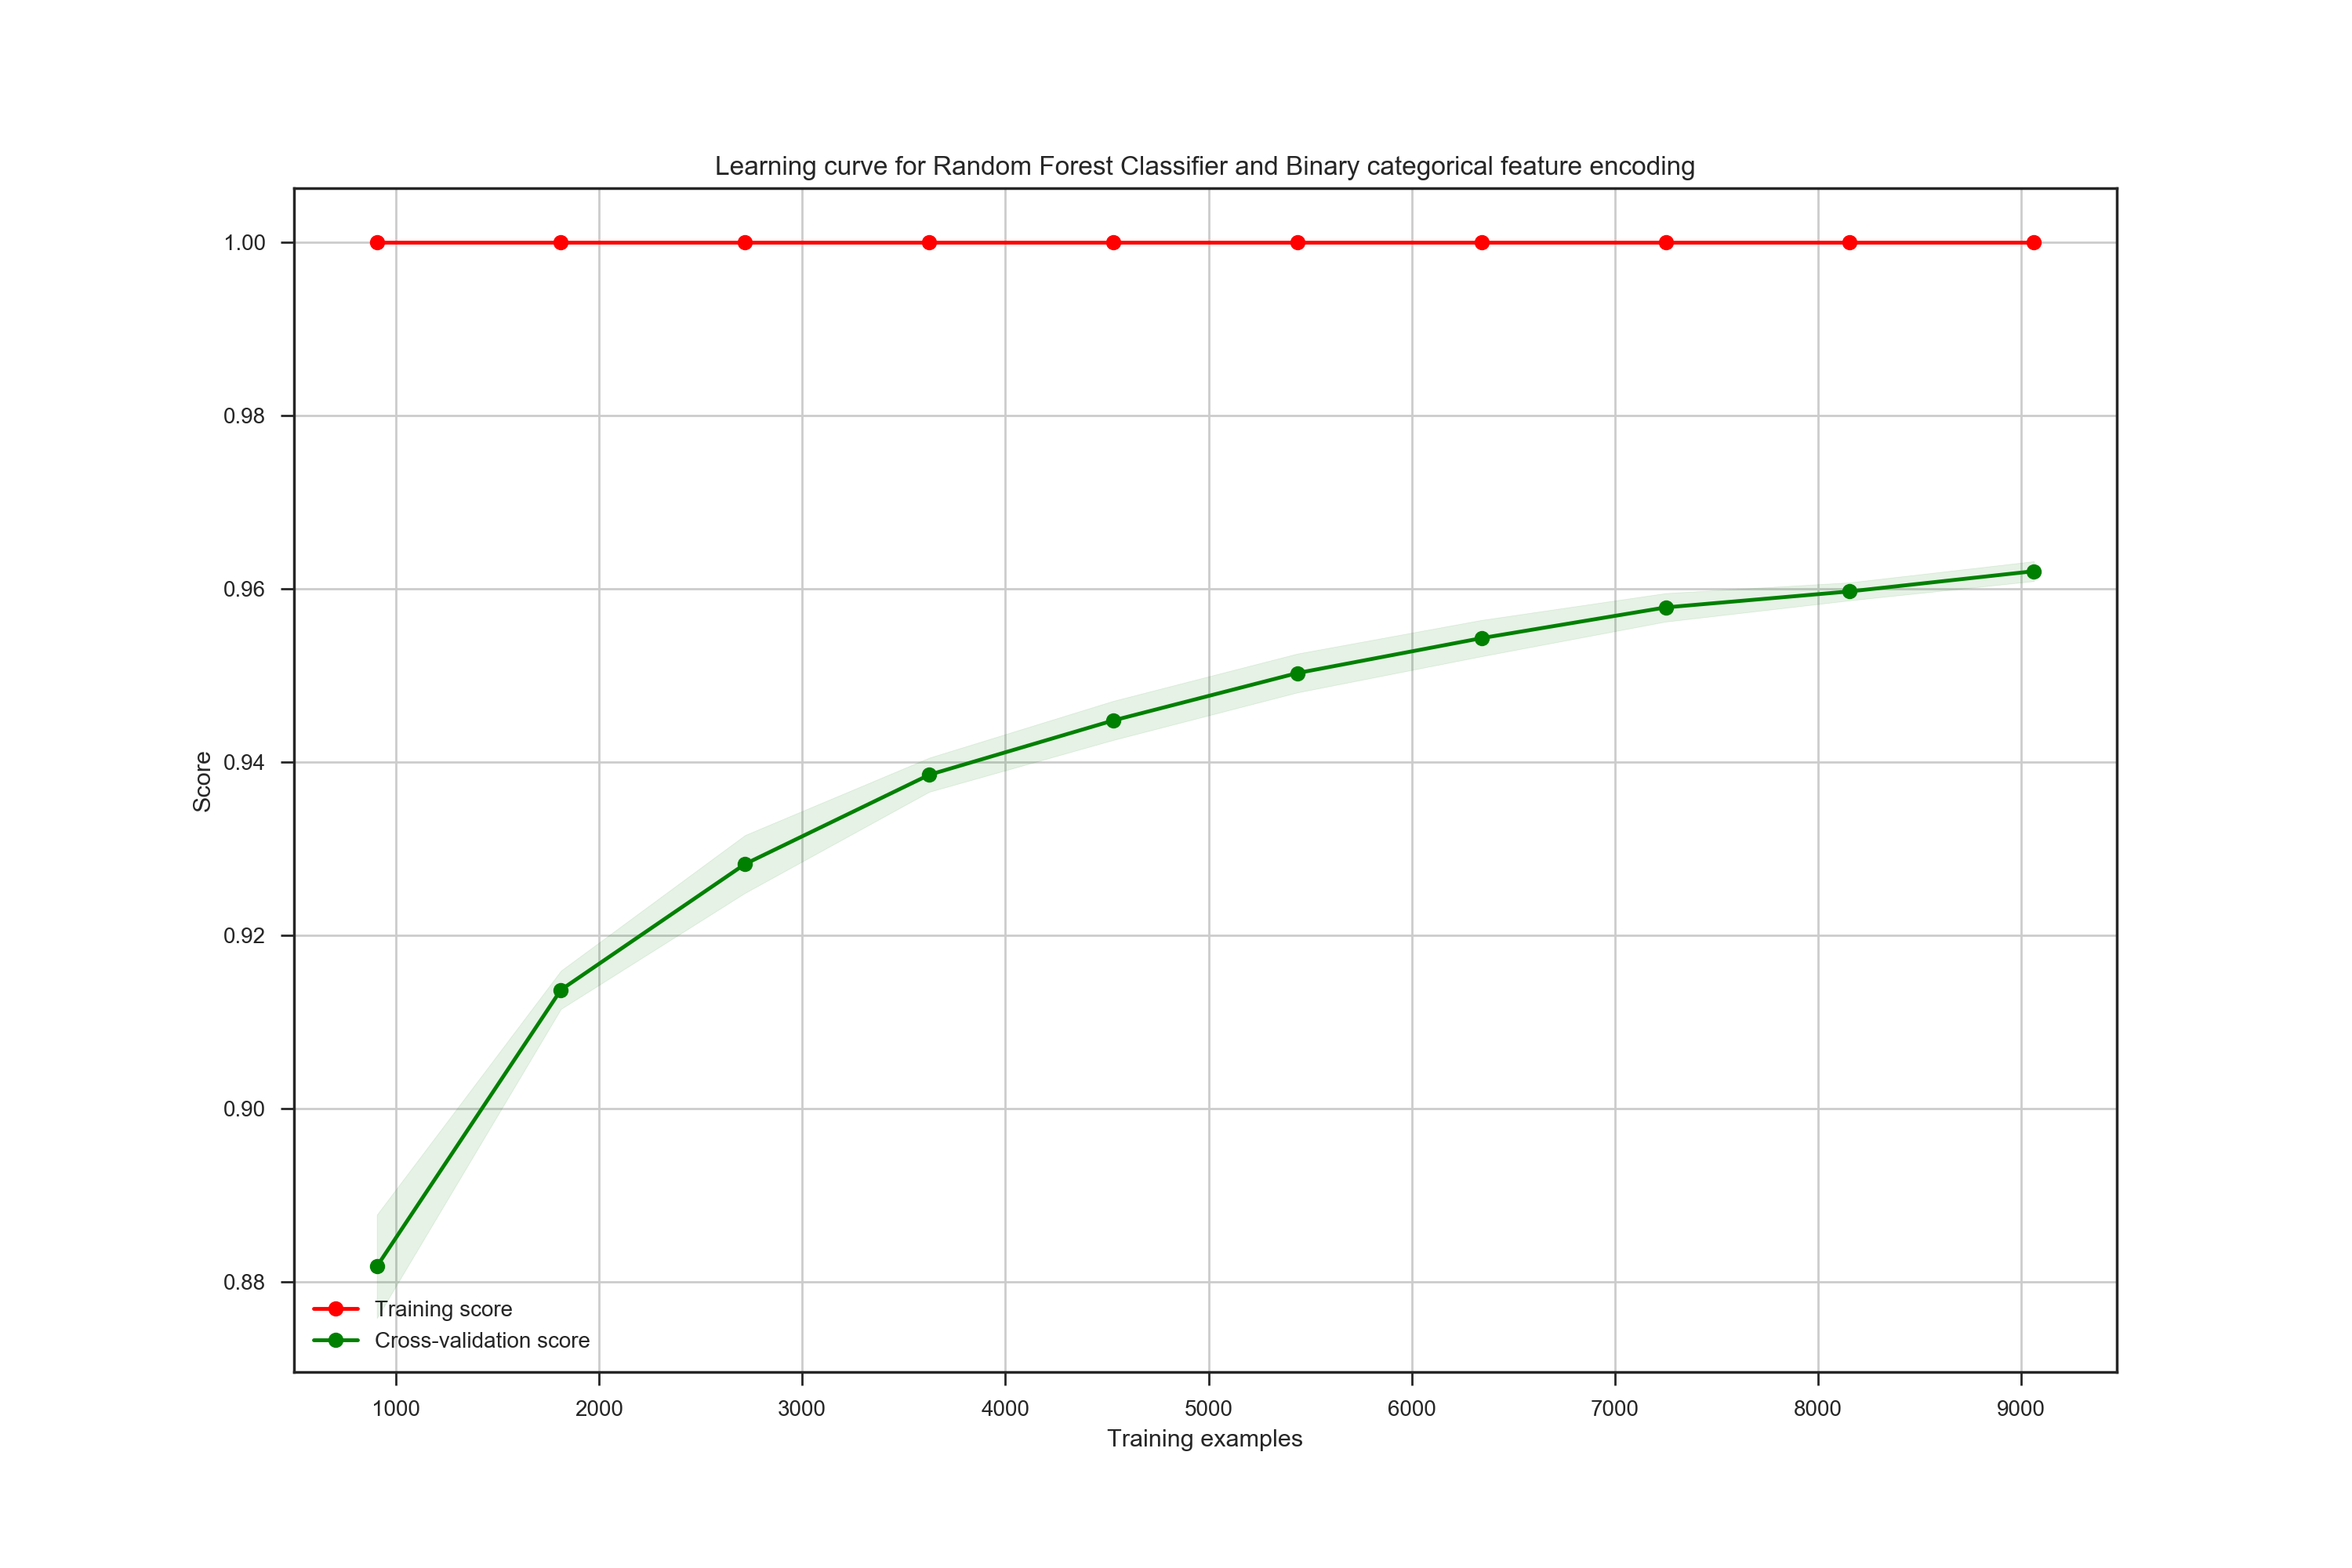 Learning curve for Random Forest Classifier and Binary categorical feature encoding
1.00
0.98
0.96
0.94
0.92
0.90
0.88
Score
Training score
Cross-validation score
1000 2000 3000 4000 5000 6000 7000 8000 9000
Training examples